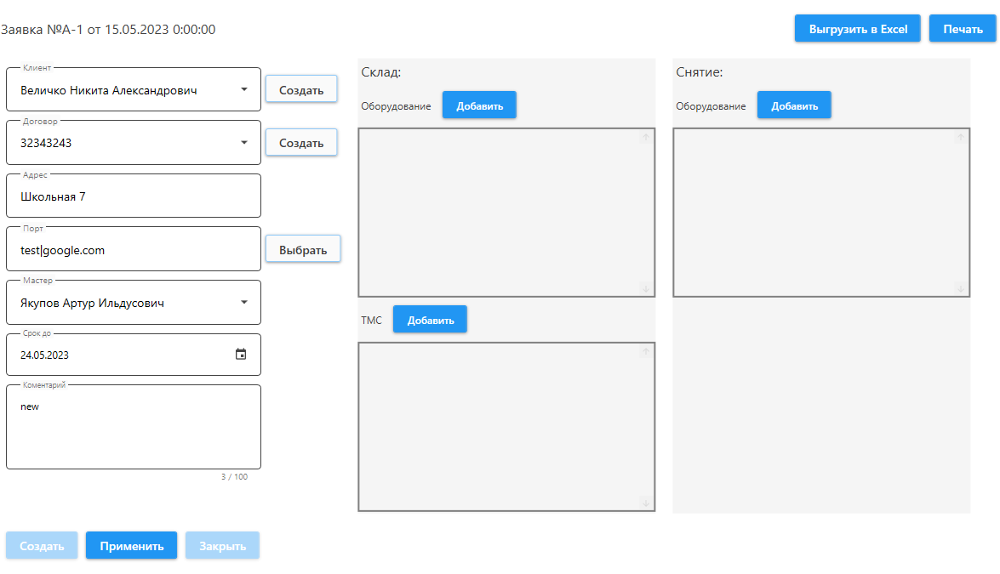 Заявка №А-1 от 15.05.2023 0:00:00
Выгрузить в Excel
Печать
Клиент
Величко Никита Александрович
Создать
Договор
32343243
Создать
Адрес
Школьная 7
Порт
test|google.com
Выбрать
Мастер
Якупов Артур Ильдусович
Срок до
24.05.2023
Коментарий
new
3 / 100
Создать
Применить
Закрыть
Склад:
Оборудование
Добавить
ТМС
Добавить
Снятие:
Оборудование
Добавить